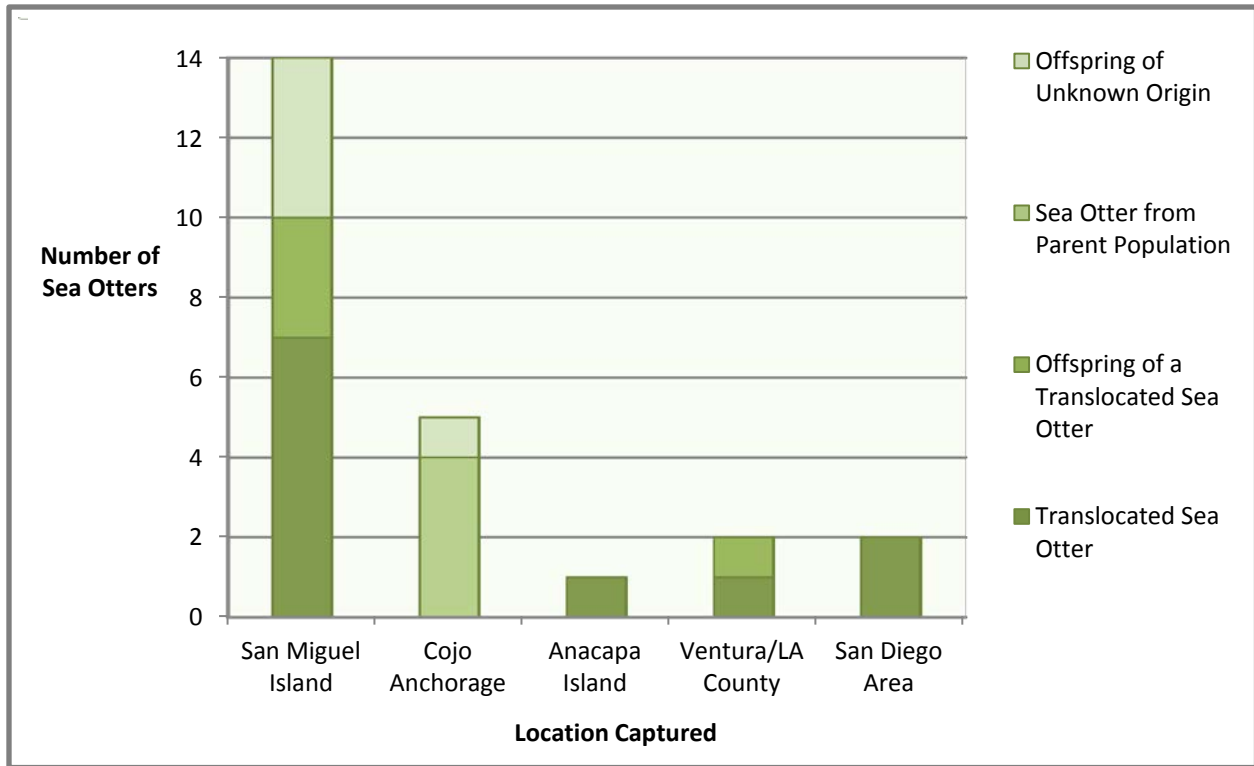 14
12
10
8
6
4
2
0
Number of
Sea Otters
San Miguel
Island
Cojo
Anchorage
Anacapa
Island
Ventura/LA
County
San Diego
Area
Location Captured
Offspring of
Unknown Origin
Sea Otter from
Parent Population
Offspring of a
Translocated Sea
Otter
Translocated Sea
Otter